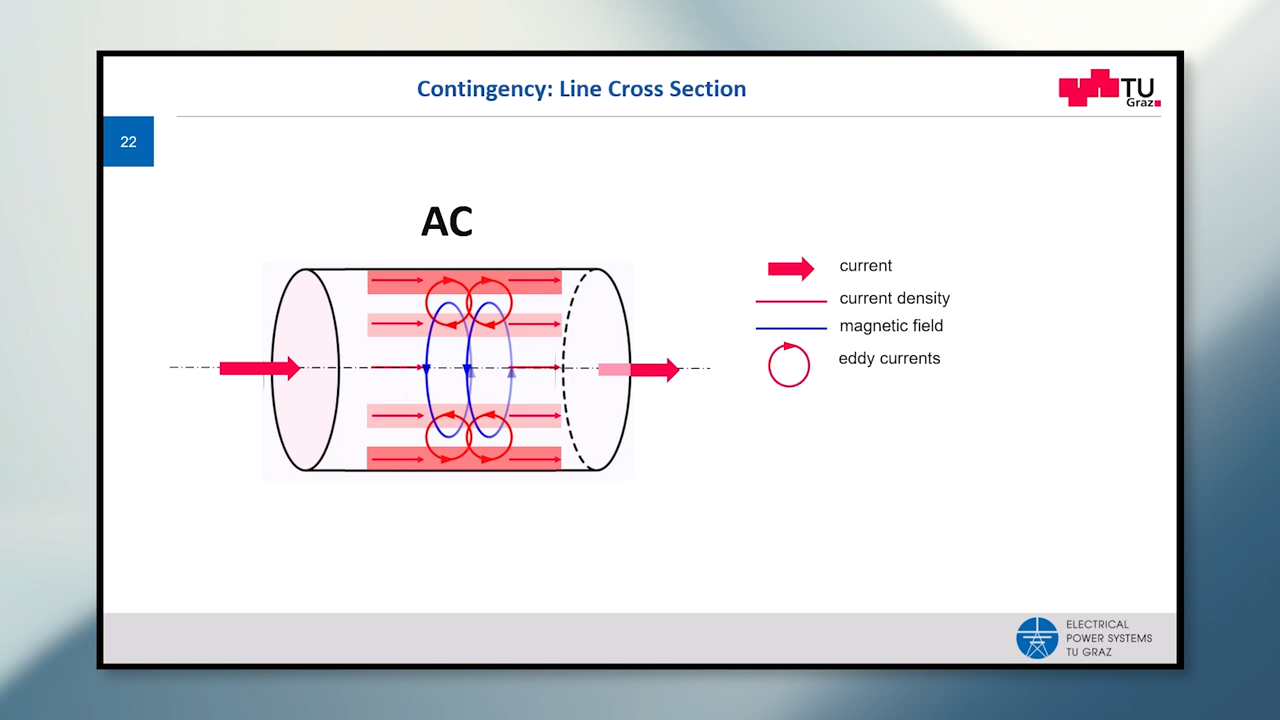 Contingency: Line Cross Section
TU
Graz
22
AC
current
current density
magnetic field
eddy currents
ELECTRICAL
POWER SYSTEMS
TU GRAZ